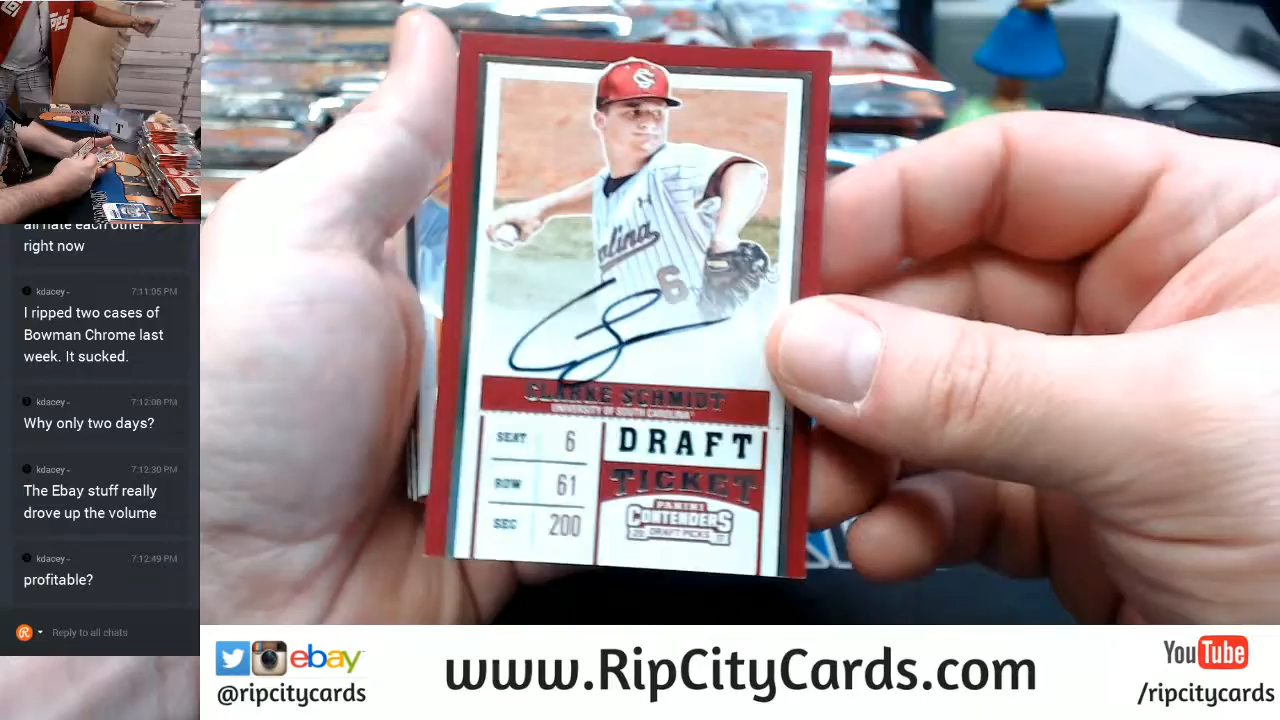 all hate each other
right now
kdacey - 7:11:05 PM
I ripped two cases of
Bowman Chrome last
week. It sucked.
kdacey - 7:12:08 PM
Why only two days?
kdacey - 7:12:30 PM
The Ebay stuff really
drove up the volume
kdacey - 7:12:49 PM
profitable?
Reply to all chats
SC
olina
6
CLARKE SCHMIDT
UNIVERSITY OF SOUTH CAROLINA
SEAT 6
ROW 61
SEC 200
DRAFT
TICKET
PANINI
CONTENDERS
20 DRAFT PICKS 17
ebay
@ripcitycards
www.RipCityCards.com
YouTube
/ripcitycards